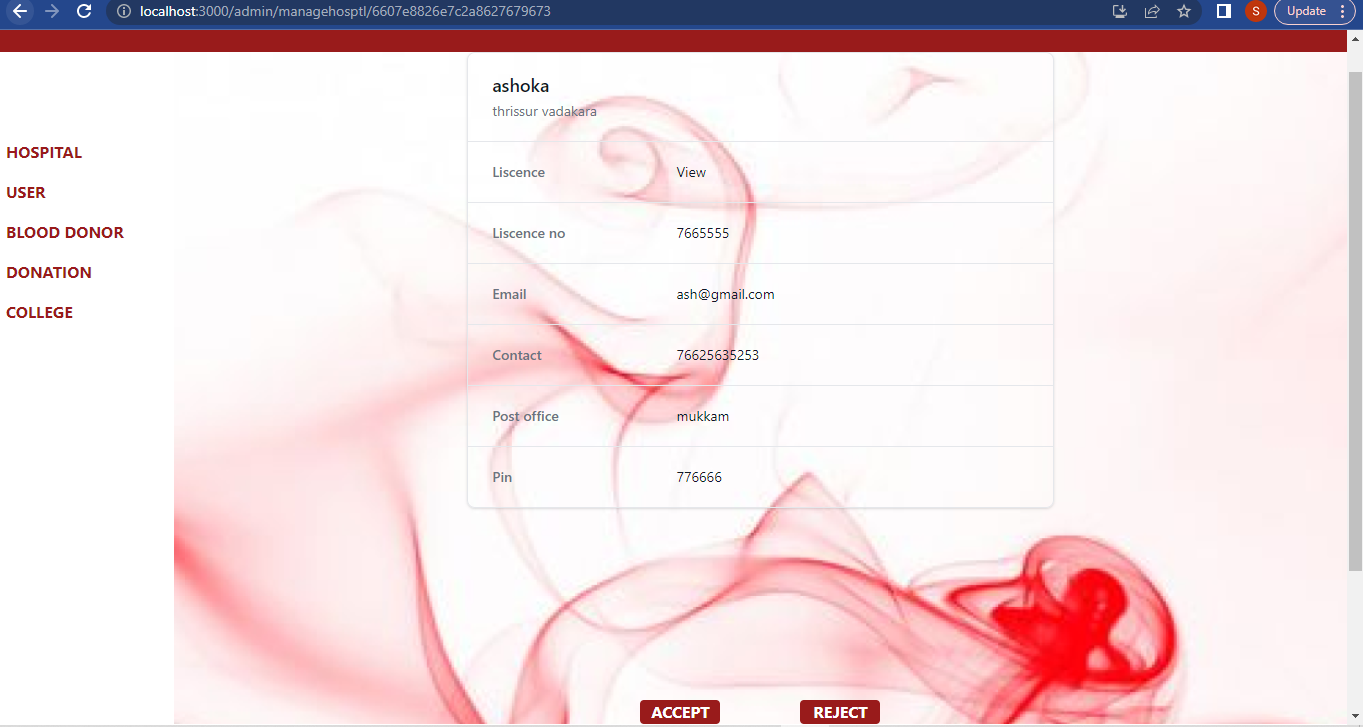 localhost:3000/admin/managehosptl/6607e8826e7c2a8627679673
S
Update
HOSPITAL
USER
BLOOD DONOR
DONATION
COLLEGE
ashoka
thrissur vadakara
Liscence View
Liscence no 7665555
Email ash@gmail.com
Contact 76625635253
Post office mukkam
Pin 776666
ACCEPT REJECT